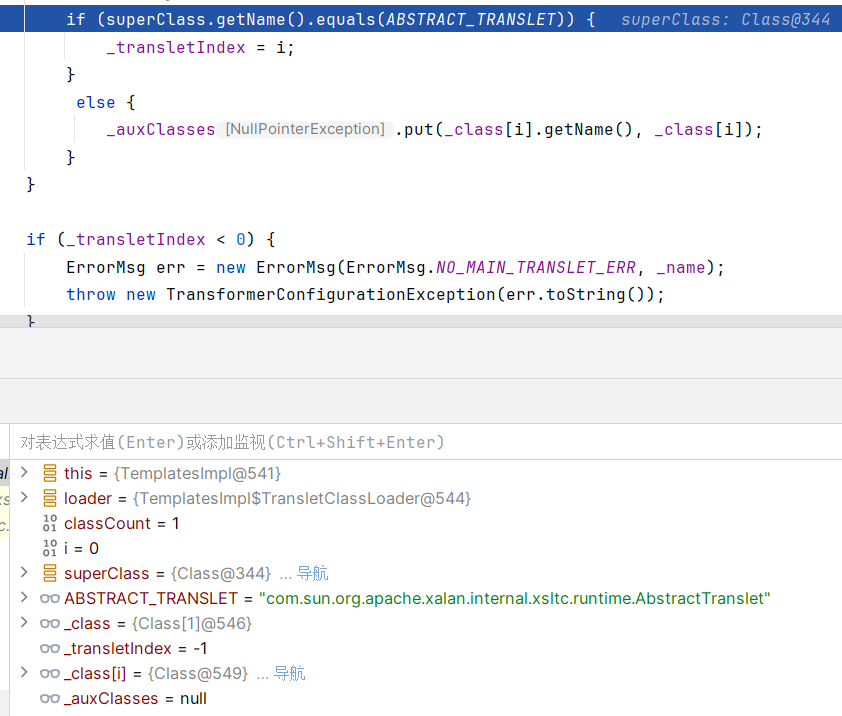 if (superClass.getName().equals(ABSTRACT_TRANSLET)) { superClass: Class@344
_transletIndex = i;
}
else {
_auxClasses [NullPointerException] .put(_class[i].getName(), _class[i]);
}
}
if (_transletIndex < 0) {
ErrorMsg err = new ErrorMsg(ErrorMsg.NO_MAIN_TRANSLET_ERR, _name);
throw new TransformerConfigurationException(err.toString());
}
对表达式求值(Enter)或添加监视(Ctrl+Shift+Enter)
this = {TemplatesImpl@541}
loader = {TemplatesImpl$TransletClassLoader@544}
classCount = 1
i = 0
superClass = {Class@344} ... 导航
ABSTRACT_TRANSLET = "com.sun.org.apache.xalan.internal.xsltc.runtime.AbstractTranslet"
_class = {Class[1]@546}
_transletIndex = -1
_class[i] = {Class@549} ... 导航
_auxClasses = null